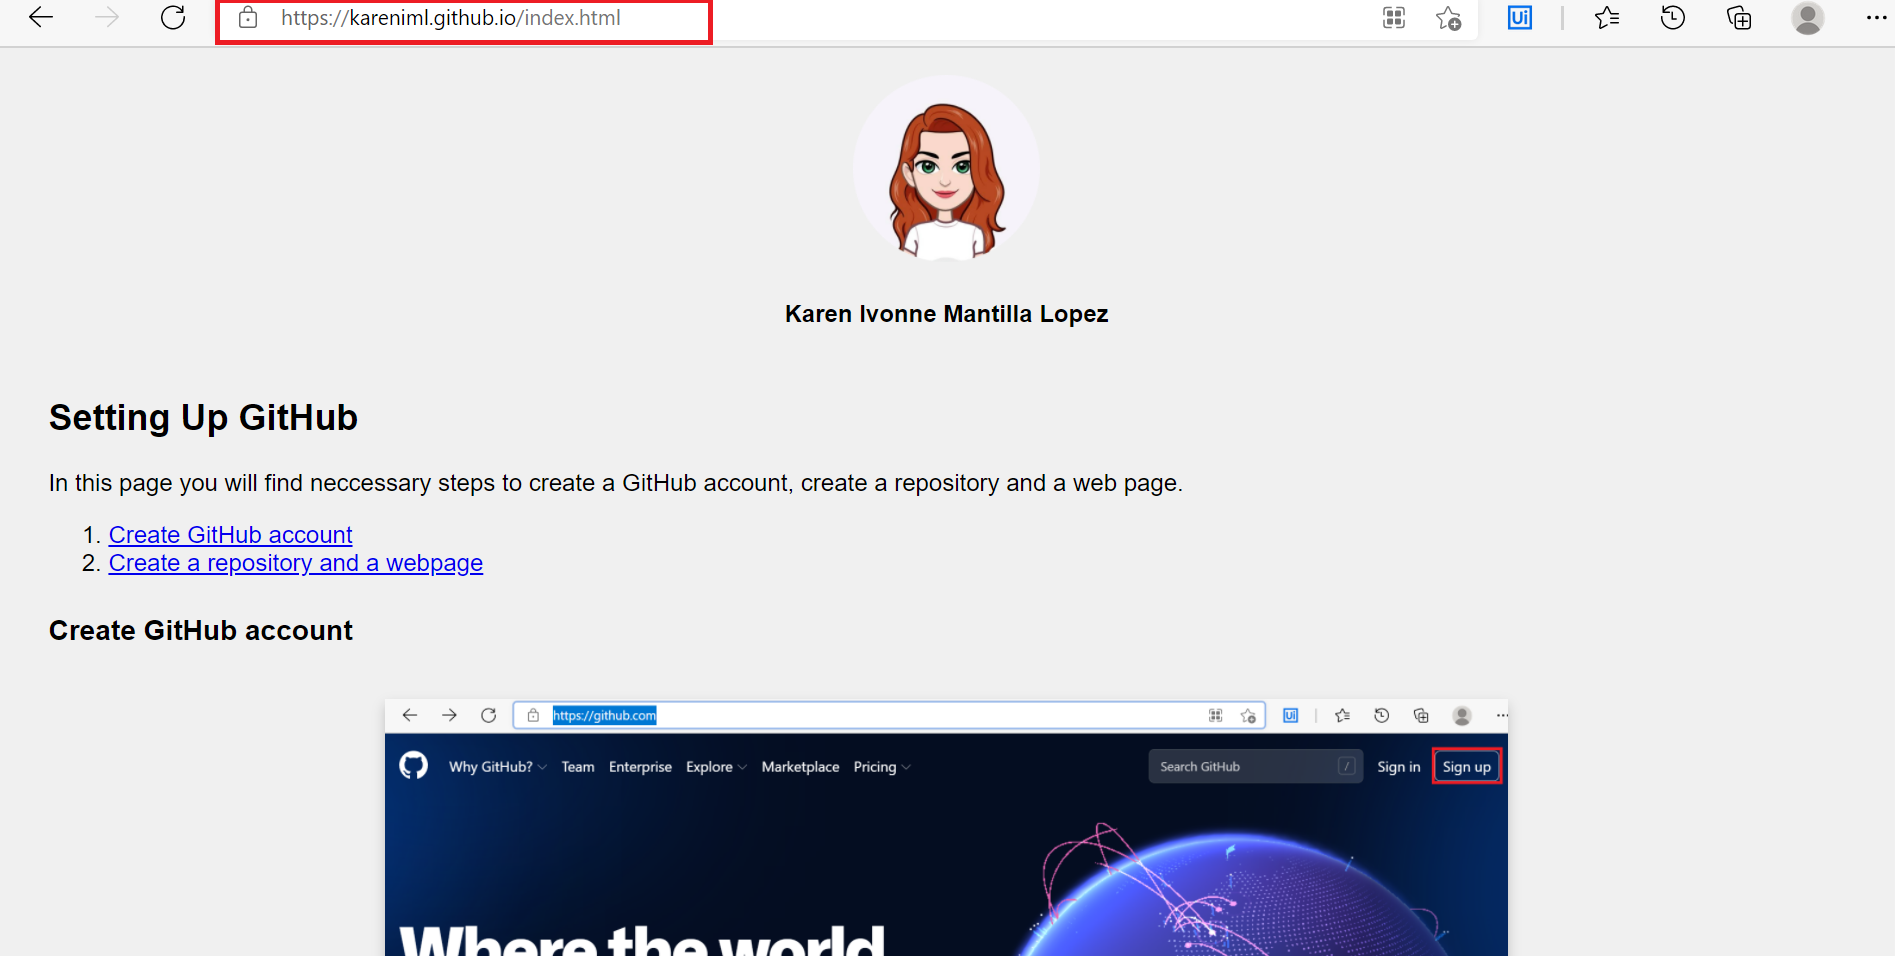 https://kareniml.github.io/index.html
Ui
Karen Ivonne Mantilla Lopez
Setting Up GitHub
In this page you will find neccessary steps to create a GitHub account, create a repository and a web page.
1. Create GitHub account
2. Create a repository and a webpage
Create GitHub account
https://github.com
Ui
Why GitHub? Team Enterprise Explore Marketplace Pricing Search GitHub / Sign in Sign up
Where the world